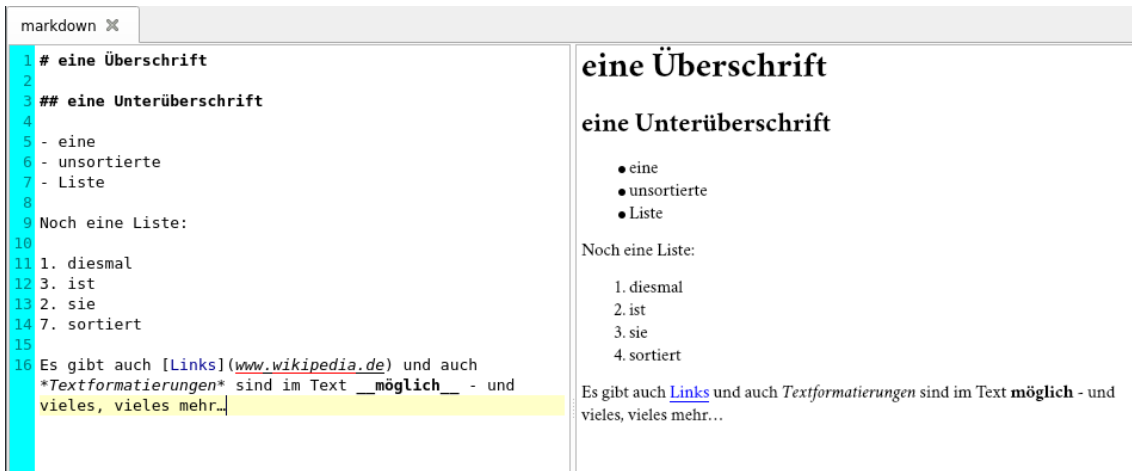 markdown
1 # eine Überschrift
2
3 ## eine Unterüberschrift
4
5 - eine
6 - unsortierte
7 - Liste
8
9 Noch eine Liste:
10
11 1. diesmal
12 3. ist
13 2. sie
14 7. sortiert
15
16 Es gibt auch [Links](www.wikipedia.de) und auch
*Textformatierungen* sind im Text __möglich__ - und
vieles, vieles mehr…
eine Überschrift
eine Unterüberschrift
● eine
● unsortierte
● Liste
Noch eine Liste:
1. diesmal
2. ist
3. sie
4. sortiert
Es gibt auch Links und auch Textformatierungen sind im Text möglich - und
vieles, vieles mehr…